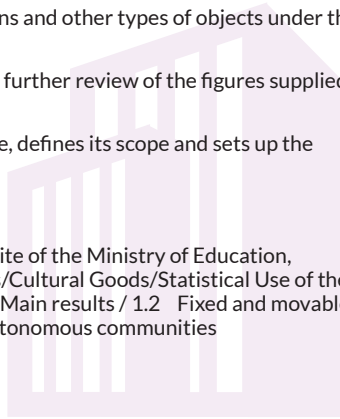 ns and other types of objects under th
further review of the figures supplied
e, defines its scope and sets up the
ite of the Ministry of Education,
s/Cultural Goods/Statistical Use of the
Main results / 1.2 Fixed and movable
tonomous communities